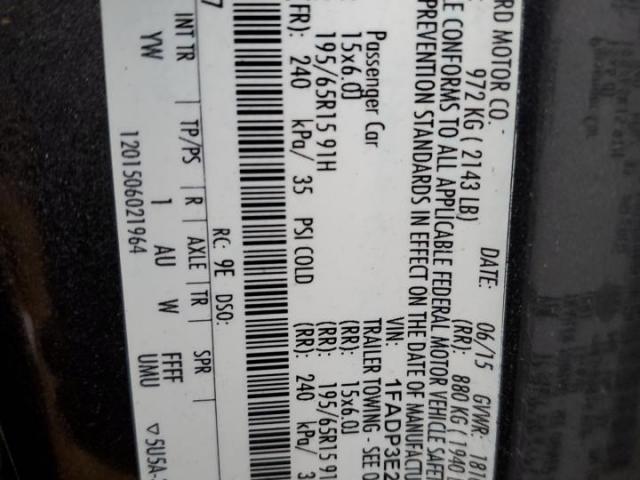 RD MOTOR CO -
DATE: 06/15 GVWR: 181
972 KG ( 2143 LB) (RR): 880 KG ( 1940
LE CONFORMS TO ALL APPLICABLE FEDERAL MOTOR VEHICLE SAFE
PREVENTION STANDARDS IN EFFECT ON THE DATE OF MANUFACTU
VIN: 1FADP3E2
Passenger Car TRAILER TOWING - SEE O
15x6.0J (RR): 15x6.0J
195/65R15 91H (RR): 195/65R15 91
(FR): 240 kPa/ 35 PSI COLD (RR): 240 kPa/ 3
7
RC: 9E DSO:
INT TR TP/PS R AXLE TR SPR
YW 1 AU W FFFF
1201506021964 UMU ▽5U5A-